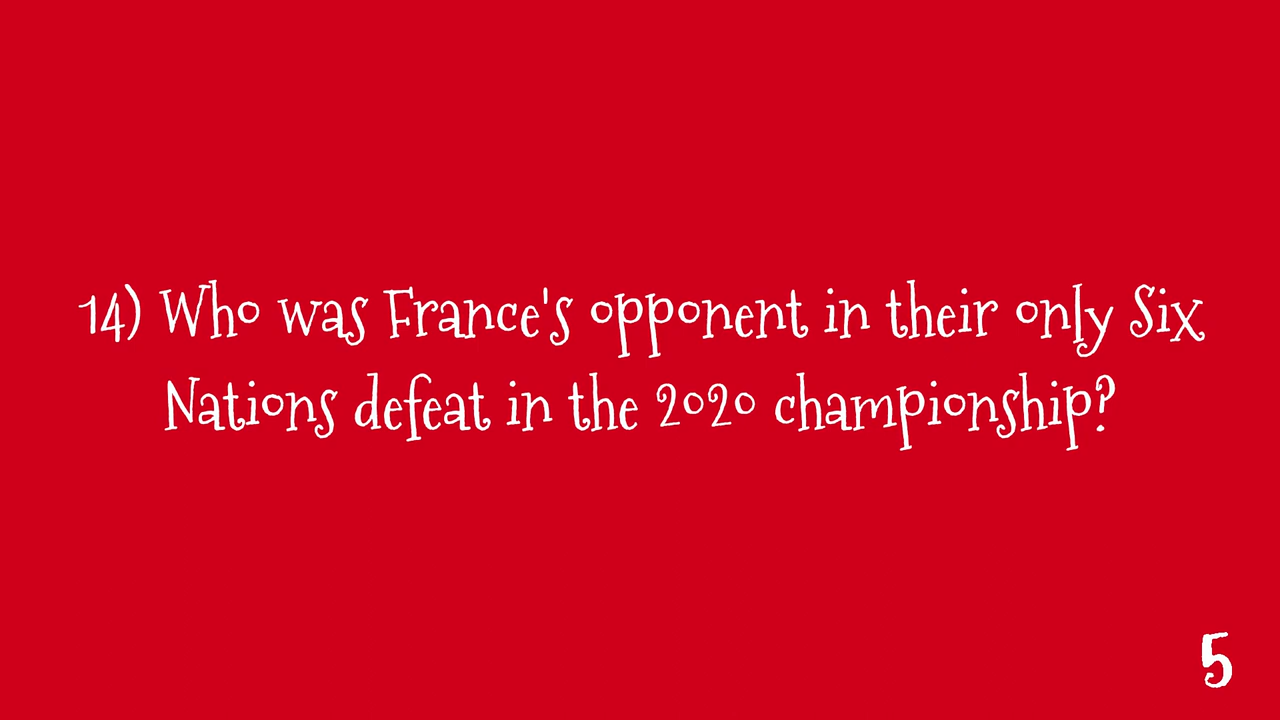 14) Who was France's opponent in their only Six
Nations defeat in the 2020 championship?
5